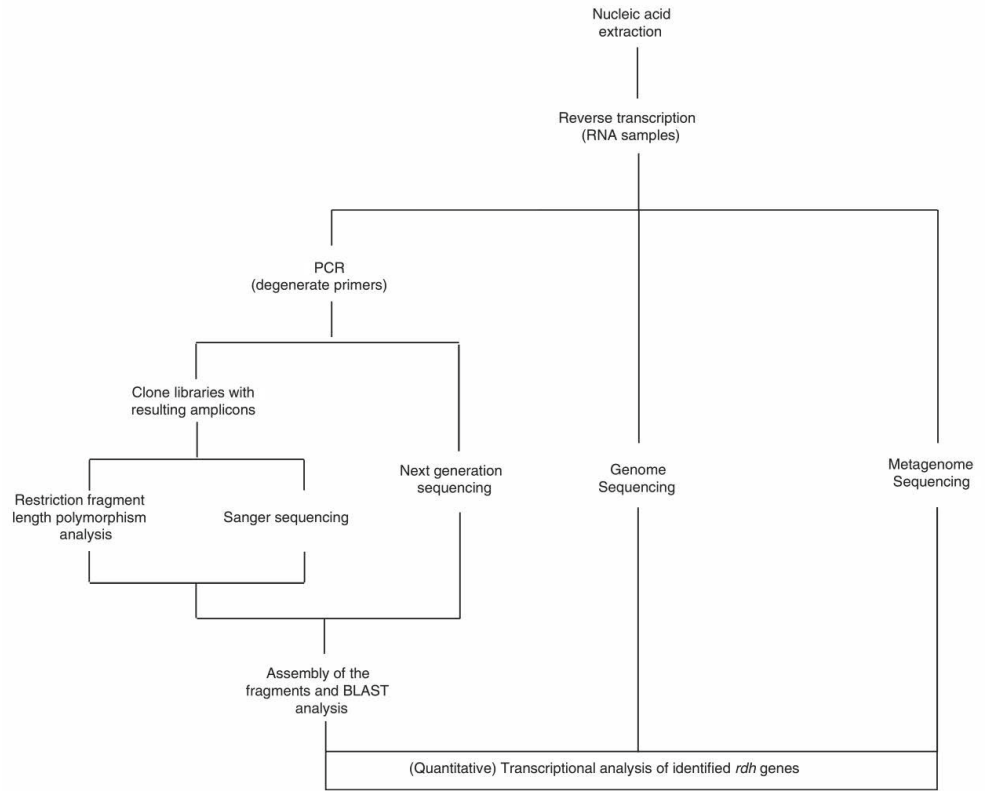 Nucleic acid
extraction
Reverse transcription
(RNA samples)
PCR
(degenerate primers)
Clone libraries with
resulting amplicons
Restriction fragment
length polymorphism
analysis
Sanger sequencing
Next generation
sequencing
Genome
Sequencing
Metagenome
Sequencing
Assembly of the
fragments and BLAST
analysis
(Quantitative) Transcriptional analysis of identified rdh genes